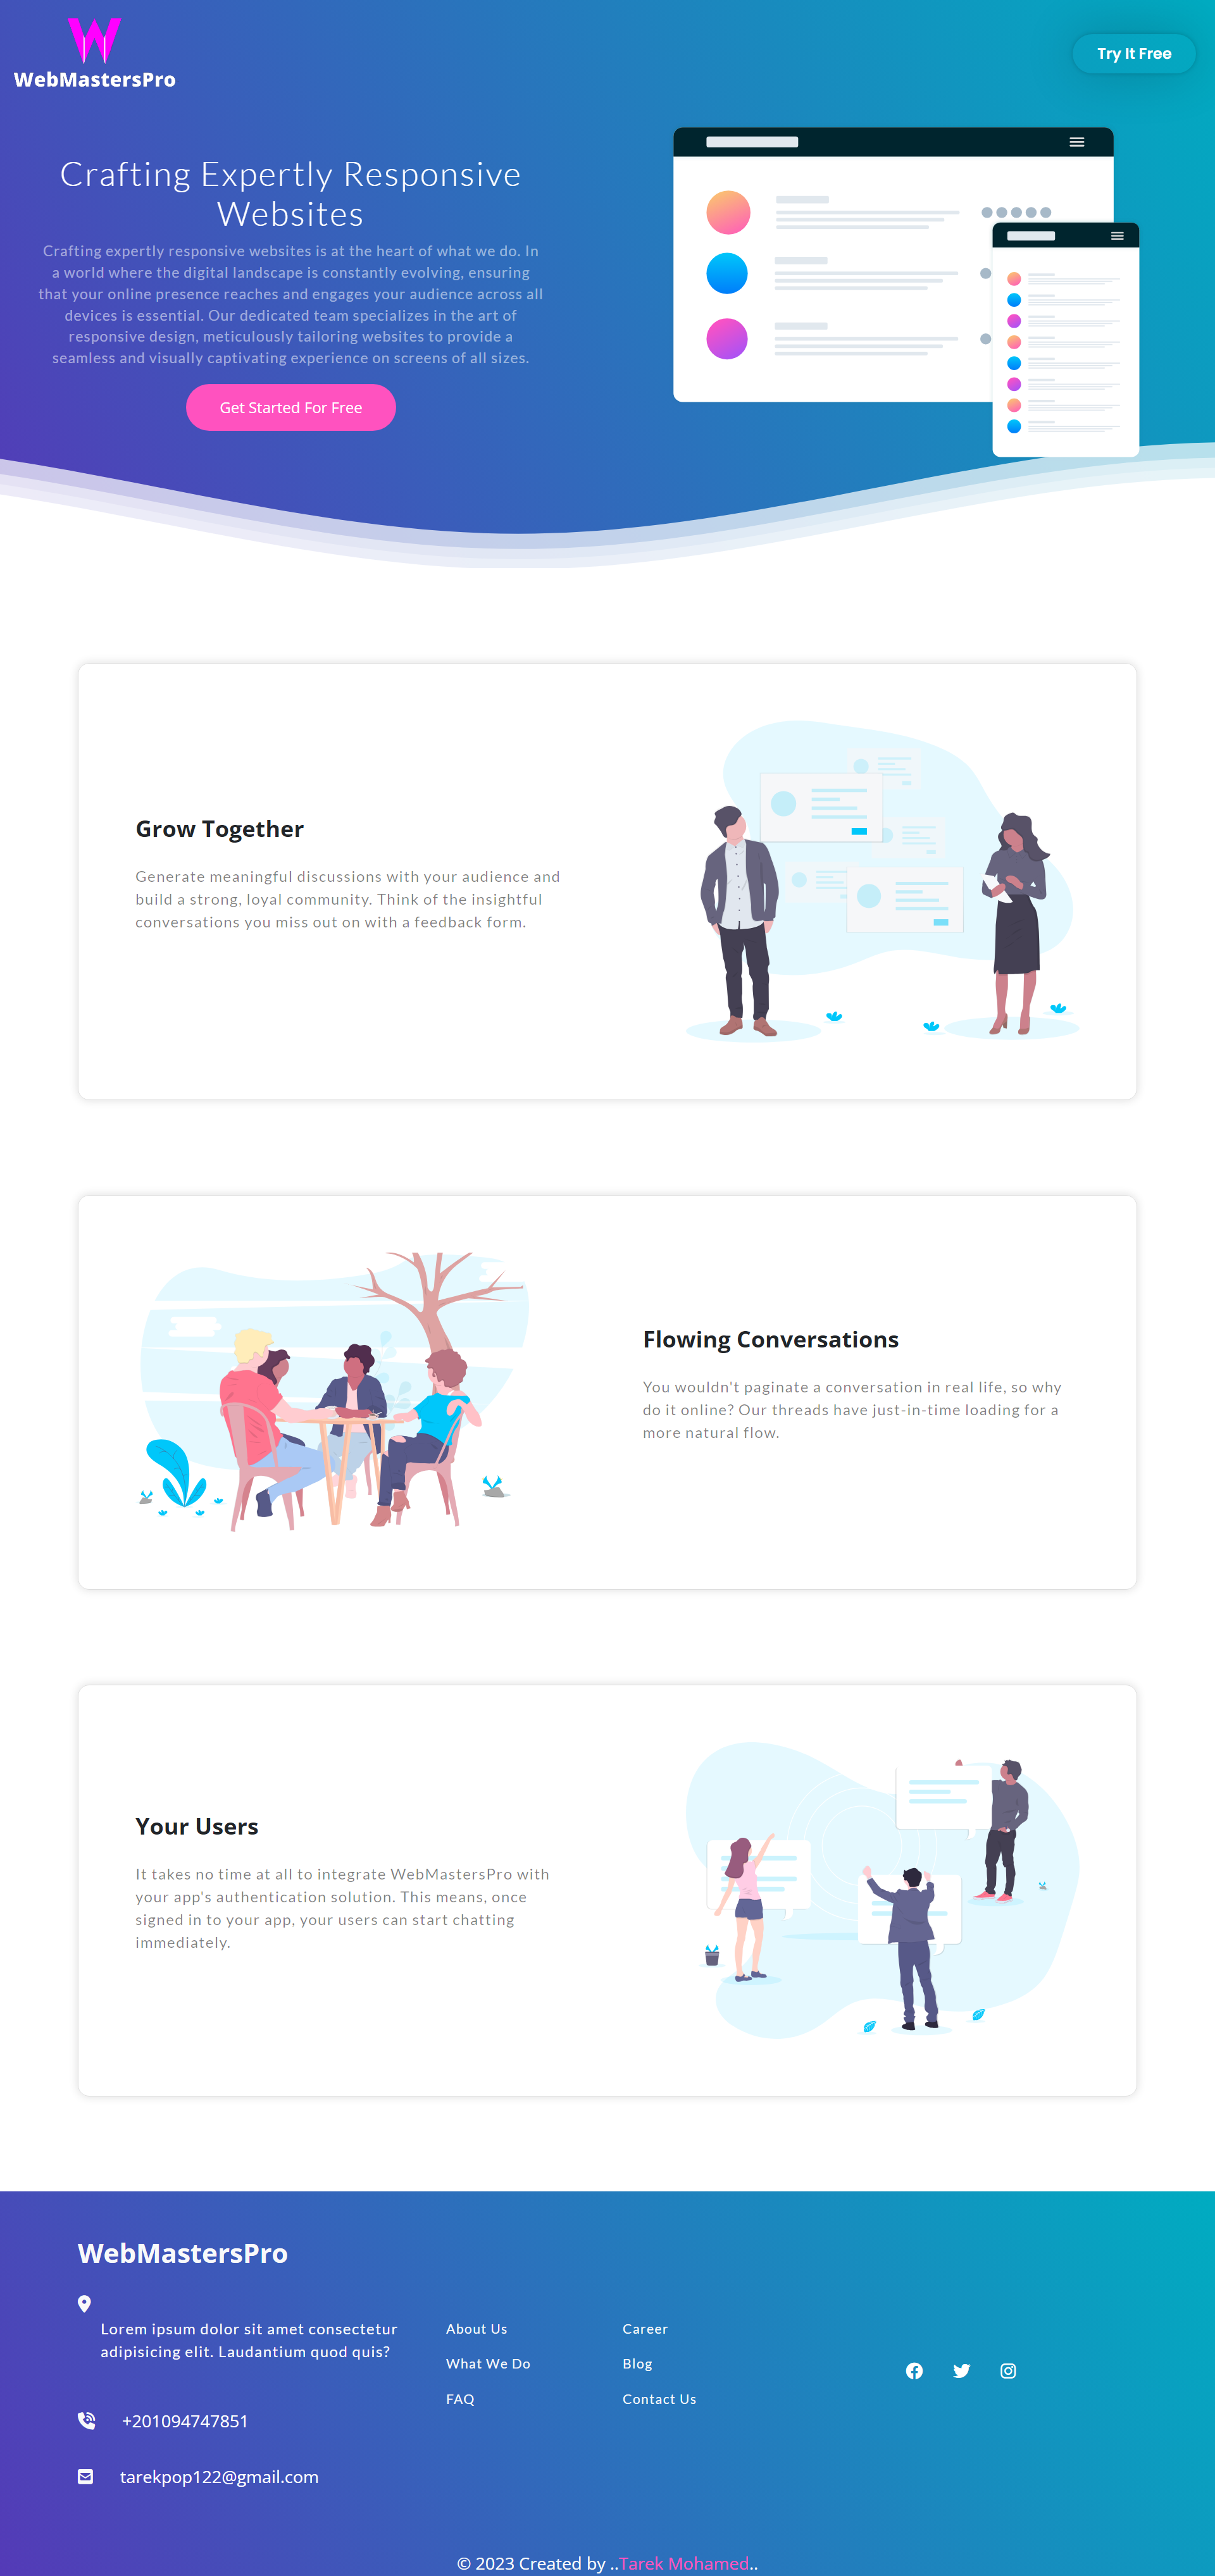 W
WebMastersPro
Try It Free
Crafting Expertly Responsive
Websites
Crafting expertly responsive websites is at the heart of what we do. In
a world where the digital landscape is constantly evolving, ensuring
that your online presence reaches and engages your audience across all
devices is essential. Our dedicated team specializes in the art of
responsive design, meticulously tailoring websites to provide a
seamless and visually captivating experience on screens of all sizes.
Get Started For Free
Grow Together
Generate meaningful discussions with your audience and
build a strong, loyal community. Think of the insightful
conversations you miss out on with a feedback form.
Flowing Conversations
You wouldn't paginate a conversation in real life, so why
do it online? Our threads have just-in-time loading for a
more natural flow.
Your Users
It takes no time at all to integrate WebMastersPro with
your app's authentication solution. This means, once
signed in to your app, your users can start chatting
immediately.
WebMastersPro
Lorem ipsum dolor sit amet consectetur
adipisicing elit. Laudantium quod quis?
+201094747851
tarekpop122@gmail.com
About Us
What We Do
FAQ
Career
Blog
Contact Us
© 2023 Created by ..Tarek Mohamed..